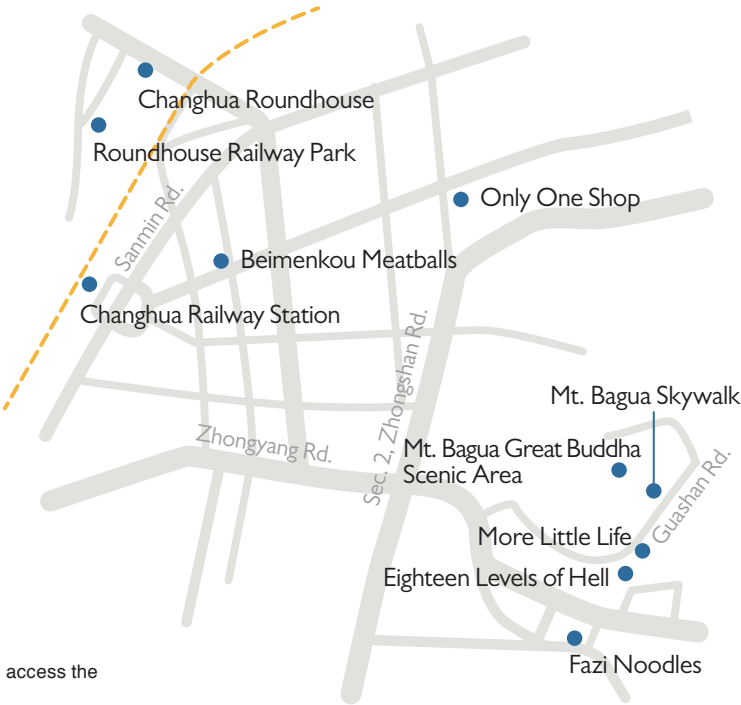 Changhua Roundhouse
Roundhouse Railway Park
Sanmin Rd.
Only One Shop
Beimenkou Meatballs
Changhua Railway Station
Sec. 2, Zhongshan Rd.
Mt. Bagua Skywalk
Zhongyang Rd.
Mt. Bagua Great Buddha
Scenic Area
Guashan Rd.
More Little Life
Eighteen Levels of Hell
Fazi Noodles
access the